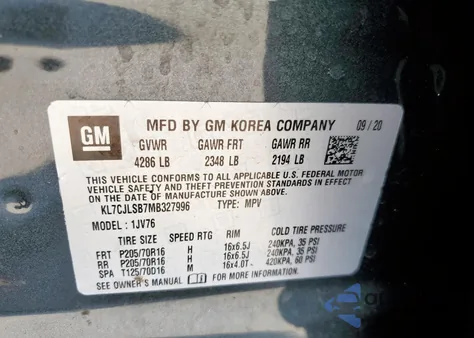 GM
MFD BY GM KOREA COMPANY 09/20
GVWR GAWR FRT GAWR RR
4286 LB 2348 LB 2194 LB
THIS VEHICLE CONFORMS TO ALL APPLICABLE U.S. FEDERAL MOTOR
VEHICLE SAFETY, BUMPER, AND THEFT PREVENTION STANDARDS IN
EFFECT ON THE DATE OF MANUFACTURE SHOWN ABOVE.
KL7CJLSB7MB327996 TYPE: MPV
MODEL: 1JV76
TIRE SIZE SPEED RTG RIM COLD TIRE PRESSURE
FRT P205/70R16 H 16x6.5J 240KPA, 35 PSI
RR P205/70R16 H 16x6.5J 240KPA, 35 PSI
SPA T125/70D16 M 16x4.0T 420KPA, 60 PSI
SEE OWNER'S MANUAL FOR MORE INFORMATION.